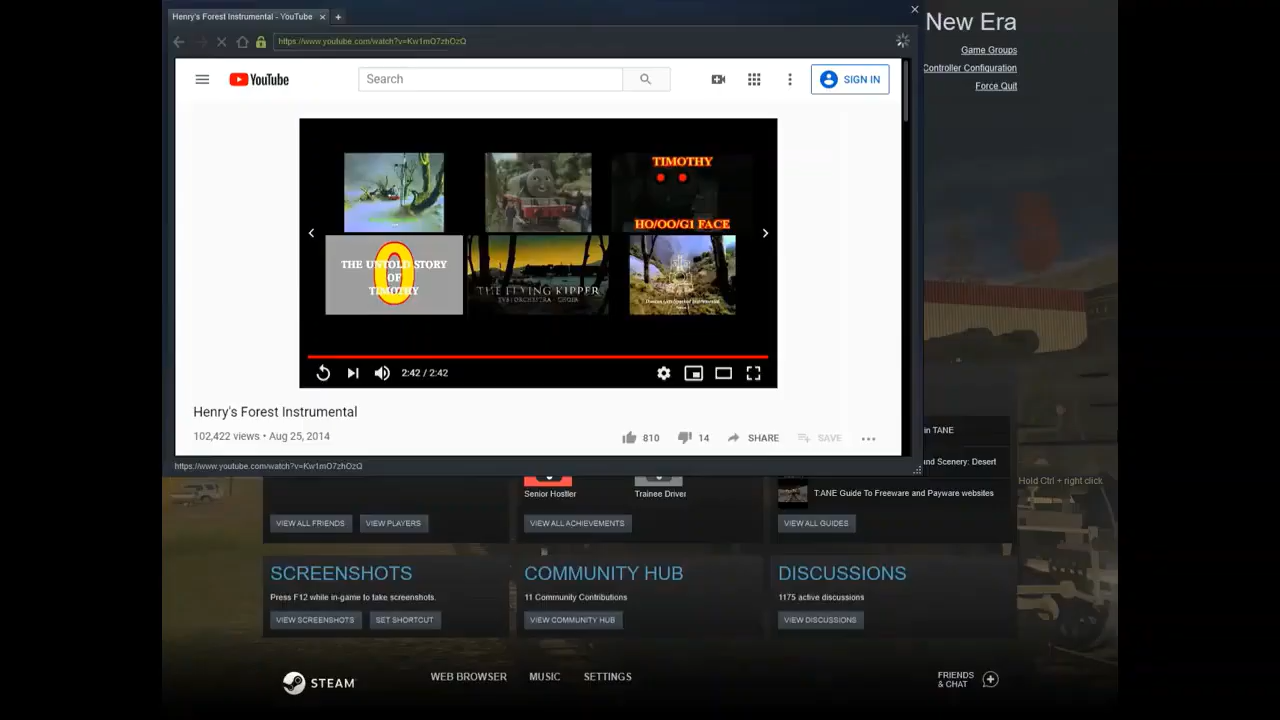 Henry's Forest Instrumental - YouTube
New Era
https://www.youtube.com/watch?v=Kw1mO7zhOzQ
Game Groups
Controller Configuration
Force Quit
YouTube
Search
SIGN IN
TIMOTHY
HO/OO/G1 FACE
THE UNTOLD STORY
OF
TIMOTHY
THE FLYING KIPPER
2:42 / 2:42
Henry's Forest Instrumental
102,422 views • Aug 25, 2014
810
14
SHARE
SAVE
in TANE
and Scenery: Desert
https://www.youtube.com/watch?v=Kw1mO7zhOzQ
Hold Ctrl + right click
Senior Hostler
Trainee Driver
T:ANE Guide To Freeware and Payware websites
VIEW ALL FRIENDS
VIEW PLAYERS
VIEW ALL ACHIEVEMENTS
VIEW ALL GUIDES
SCREENSHOTS
COMMUNITY HUB
DISCUSSIONS
Press F12 while in-game to take screenshots.
11 Community Contributions
1175 active discussions
VIEW SCREENSHOTS
SET SHORTCUT
VIEW COMMUNITY HUB
VIEW DISCUSSIONS
STEAM
WEB BROWSER
MUSIC
SETTINGS
FRIENDS
& CHAT